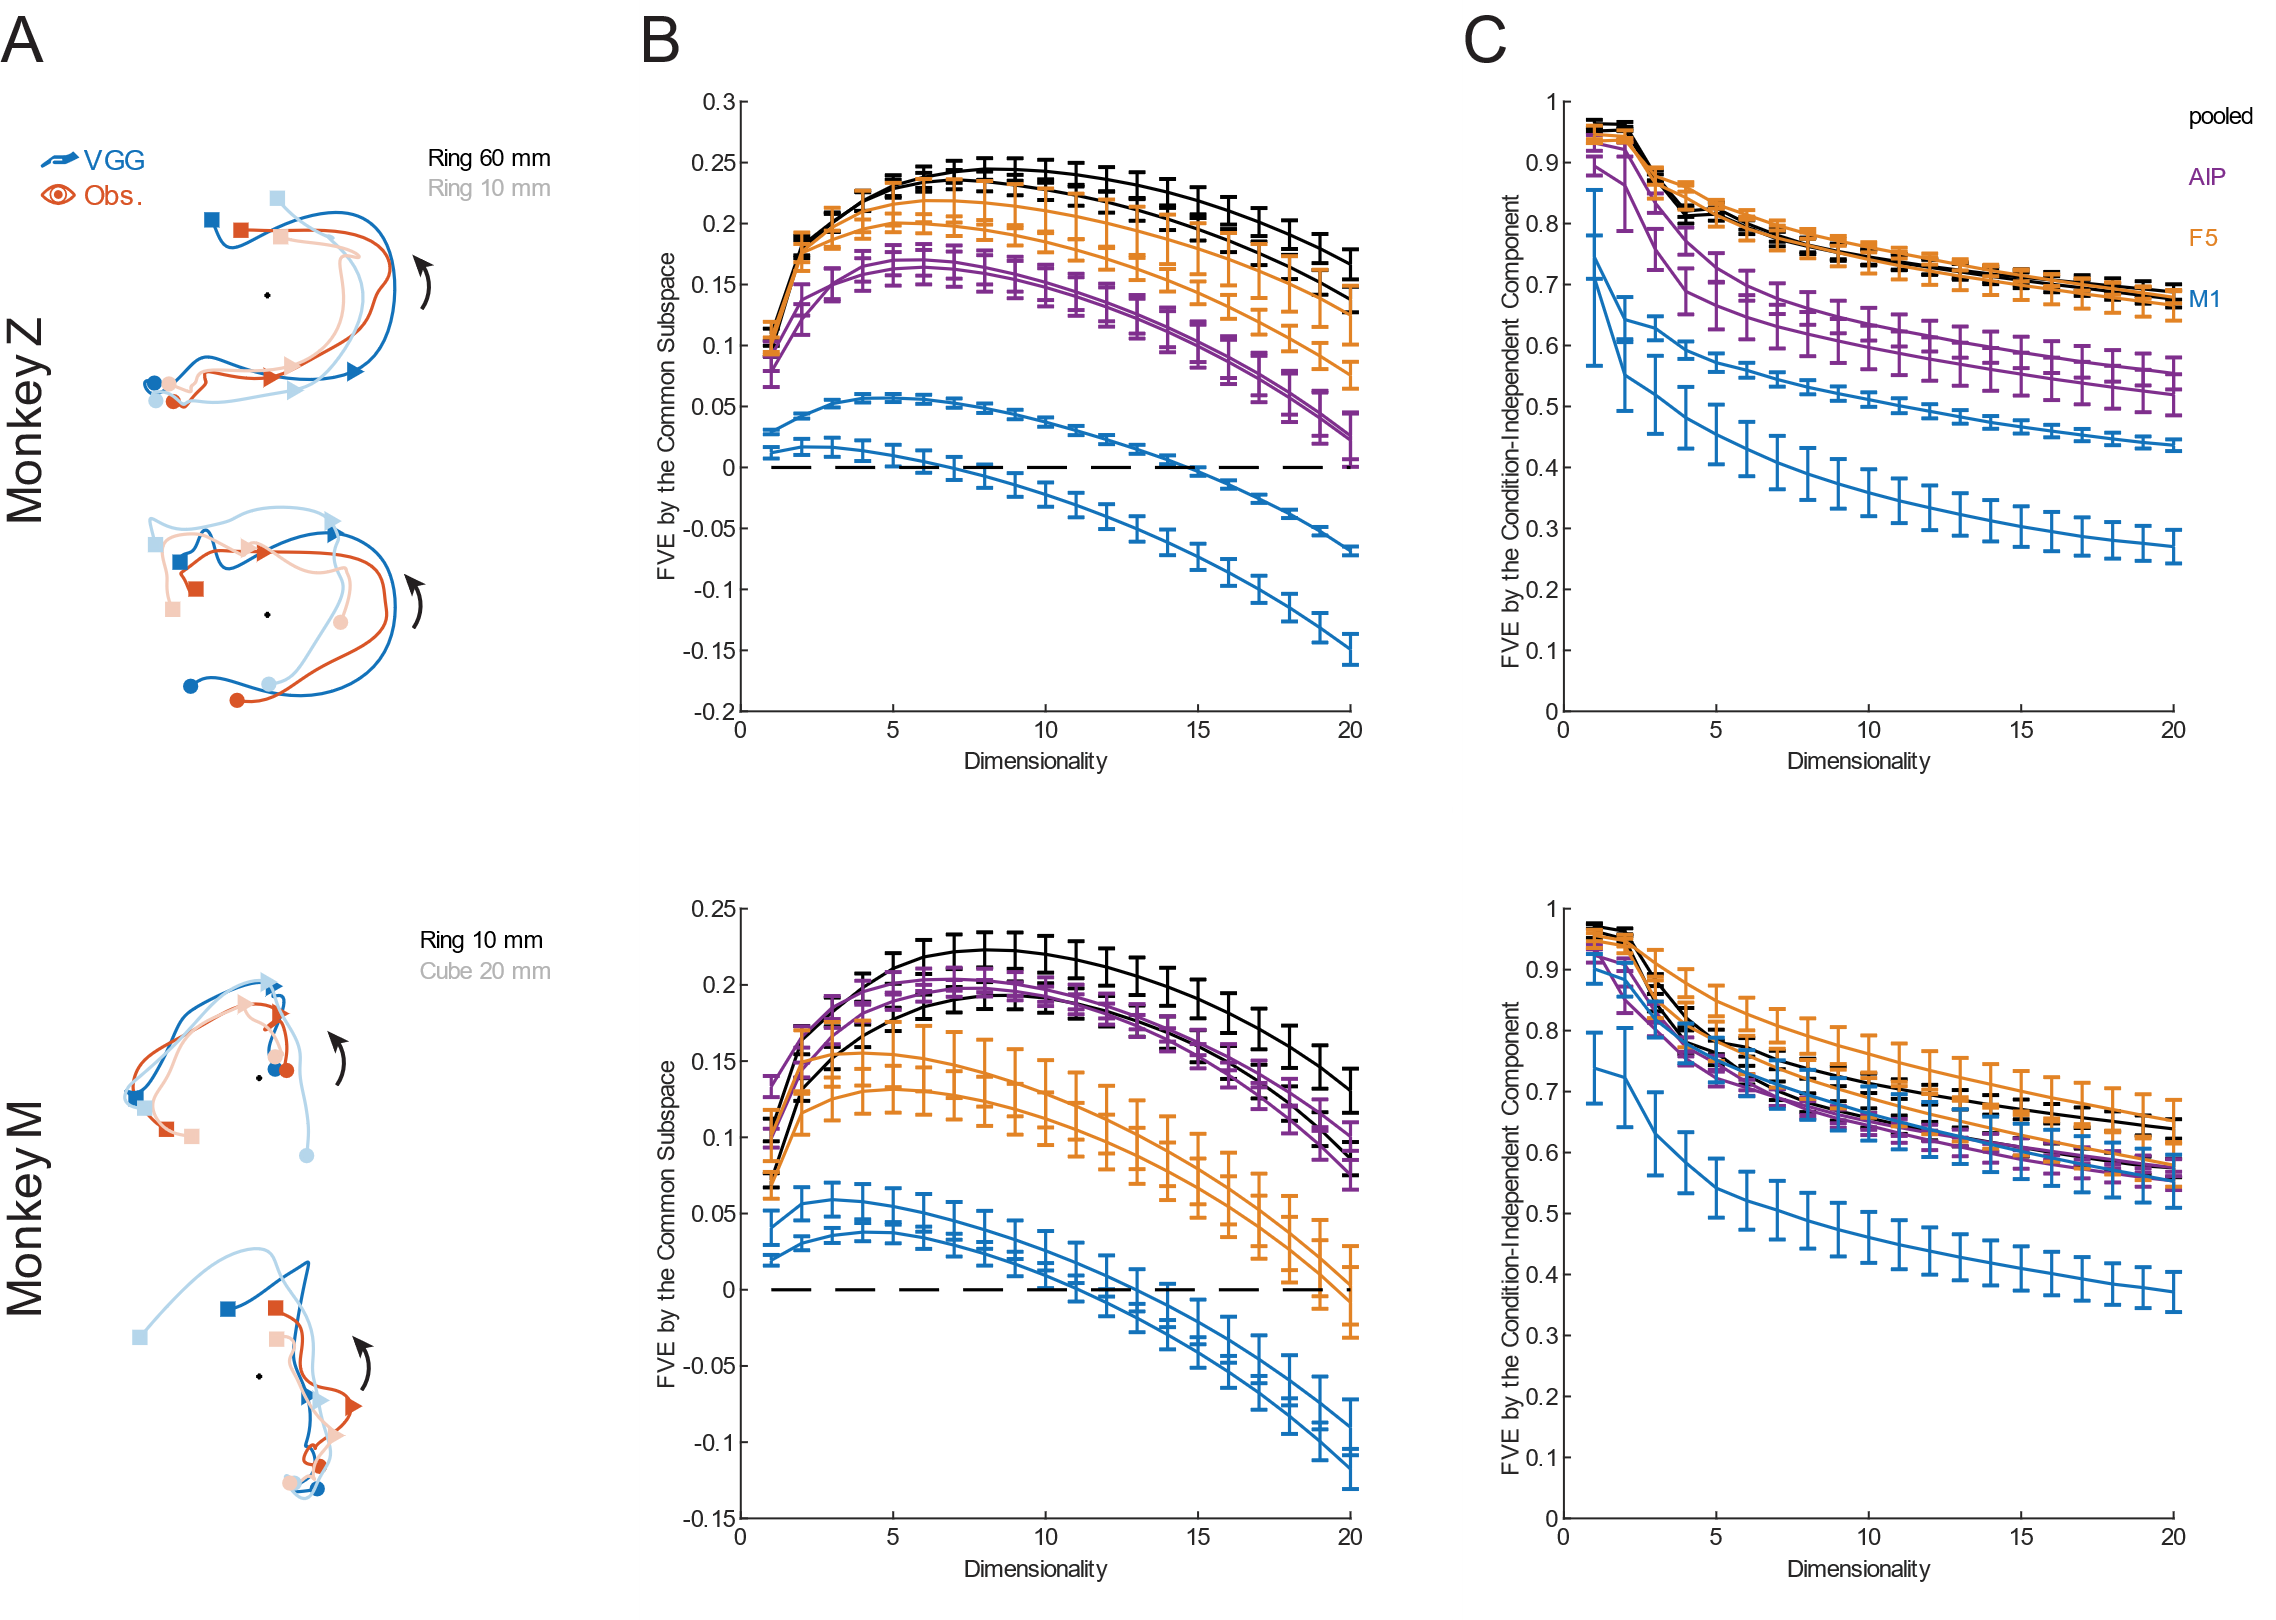 A
B
C
Monkey Z
VGG
Obs.
Ring 60 mm
Ring 10 mm
FVE by the Common Subspace
0.3
0.25
0.2
0.15
0.1
0.05
0
-0.05
-0.1
-0.15
-0.2
0
5
10
15
20
Dimensionality
FVE by the Condition-Independent Component
1
0.9
0.8
0.7
0.6
0.5
0.4
0.3
0.2
0.1
0
0
5
10
15
20
Dimensionality
pooled
AIP
F5
M1
Monkey M
Ring 10 mm
Cube 20 mm
FVE by the Common Subspace
0.25
0.2
0.15
0.1
0.05
0
-0.05
-0.1
-0.15
0
5
10
15
20
Dimensionality
FVE by the Condition-Independent Component
1
0.9
0.8
0.7
0.6
0.5
0.4
0.3
0.2
0.1
0
0
5
10
15
20
Dimensionality